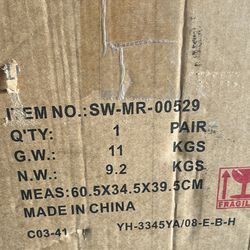 ITEM NO.:SW-MR-00529
Q'TY: 1 PAIR
G.W.: 11 KGS
N.W.: 9.2 KGS
MEAS:60.5X34.5X39.5CM
MADE IN CHINA
C03-41 YH-3345YA/08-E-B-H
FRAGILE